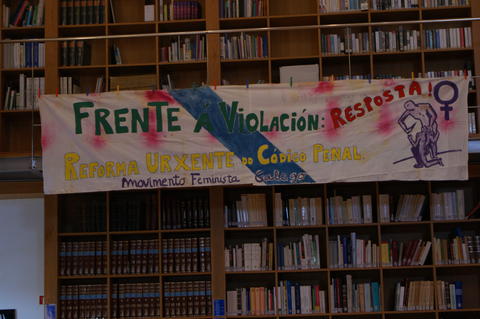 FRENTE Á VIOLACIÓN: RESPOSTA!
REFORMA URXENTE DO CÓDIGO PENAL.
Movimento Feminista Galego